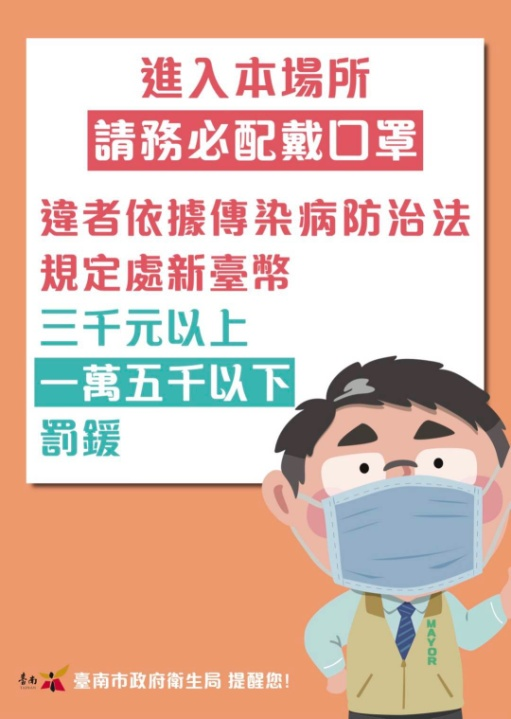 進入本場所
請務必配戴口罩
違者依據傳染病防治法
規定處新臺幣
三千元以上
一萬五千以下
罰鍰
MAYOR
臺南
TAINAN
臺南市政府衛生局 提醒您!